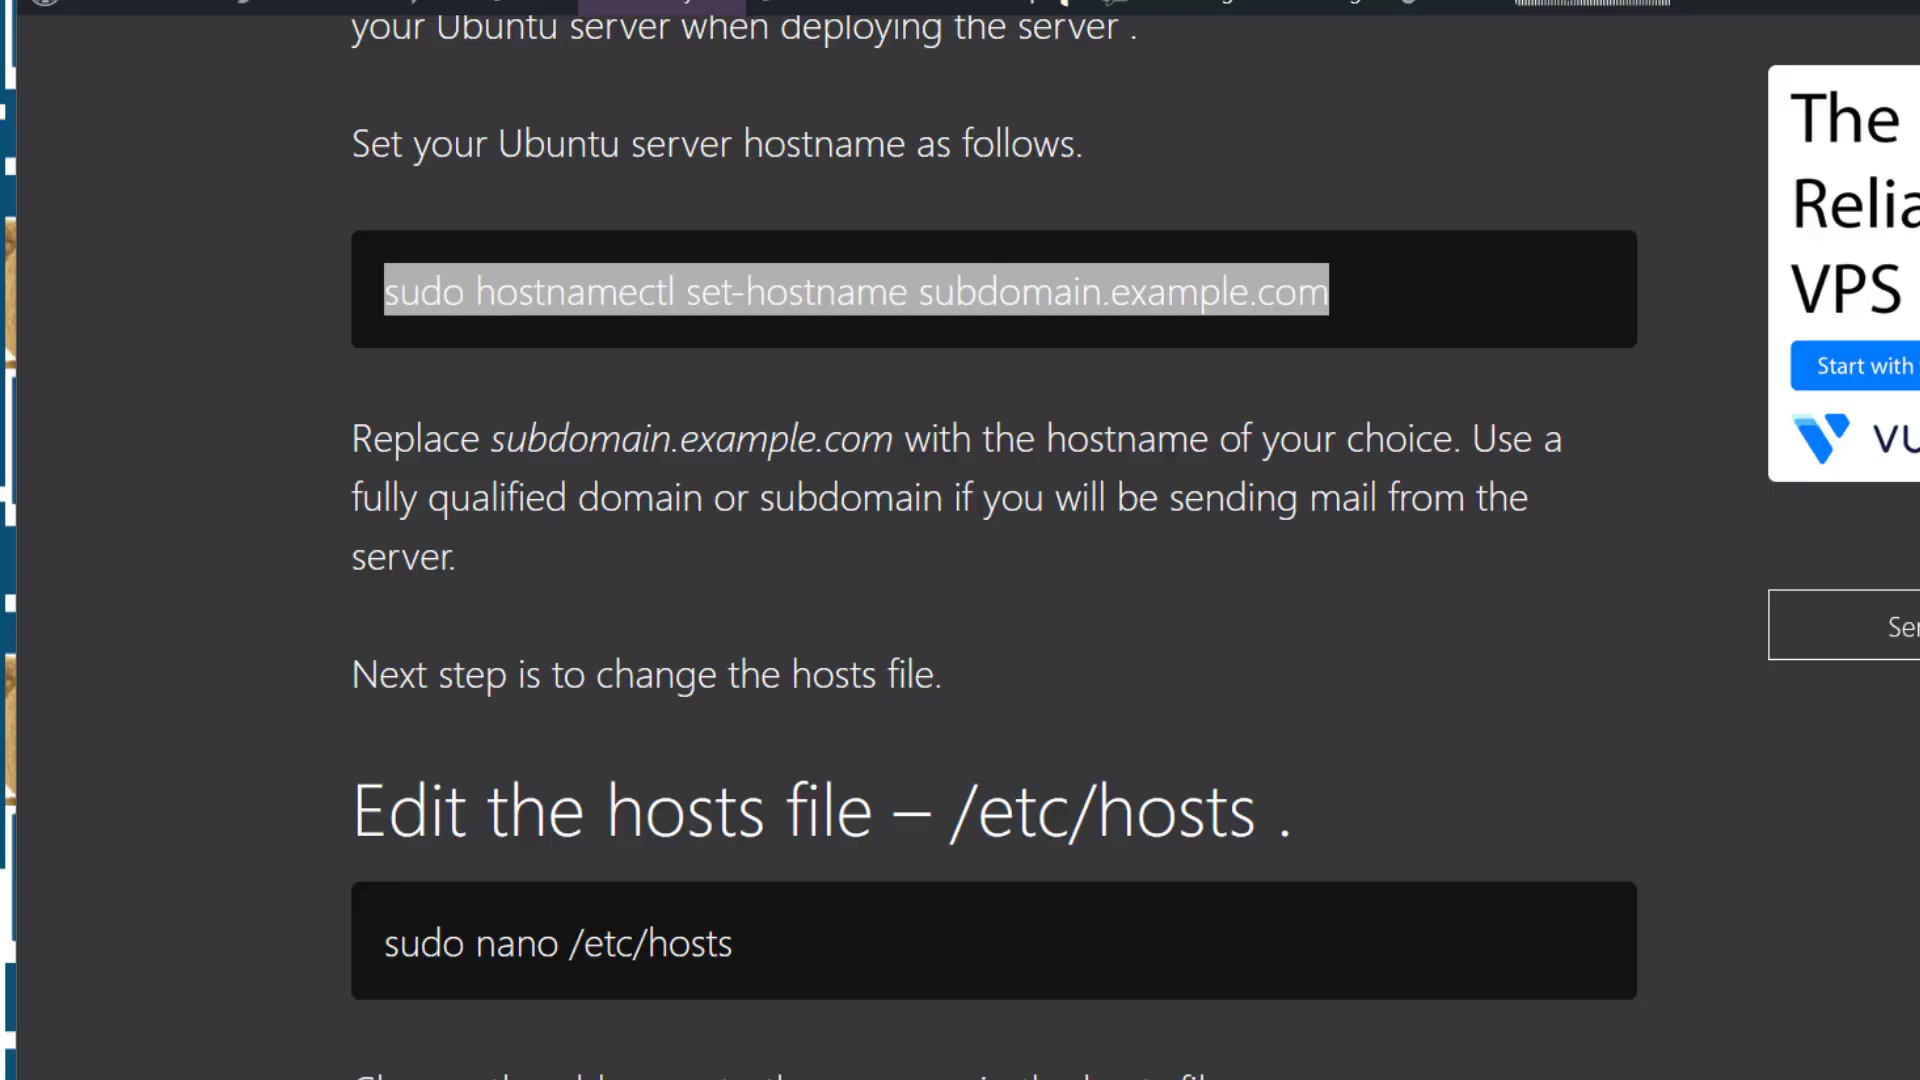 your Ubuntu server when deploying the server .
Set your Ubuntu server hostname as follows.
sudo hostnamectl set-hostname subdomain.example.com
Replace subdomain.example.com with the hostname of your choice. Use a
fully qualified domain or subdomain if you will be sending mail from the
server.
Next step is to change the hosts file.
Edit the hosts file – /etc/hosts .
sudo nano /etc/hosts
The
Relia
VPS
Start with
VU
Ser